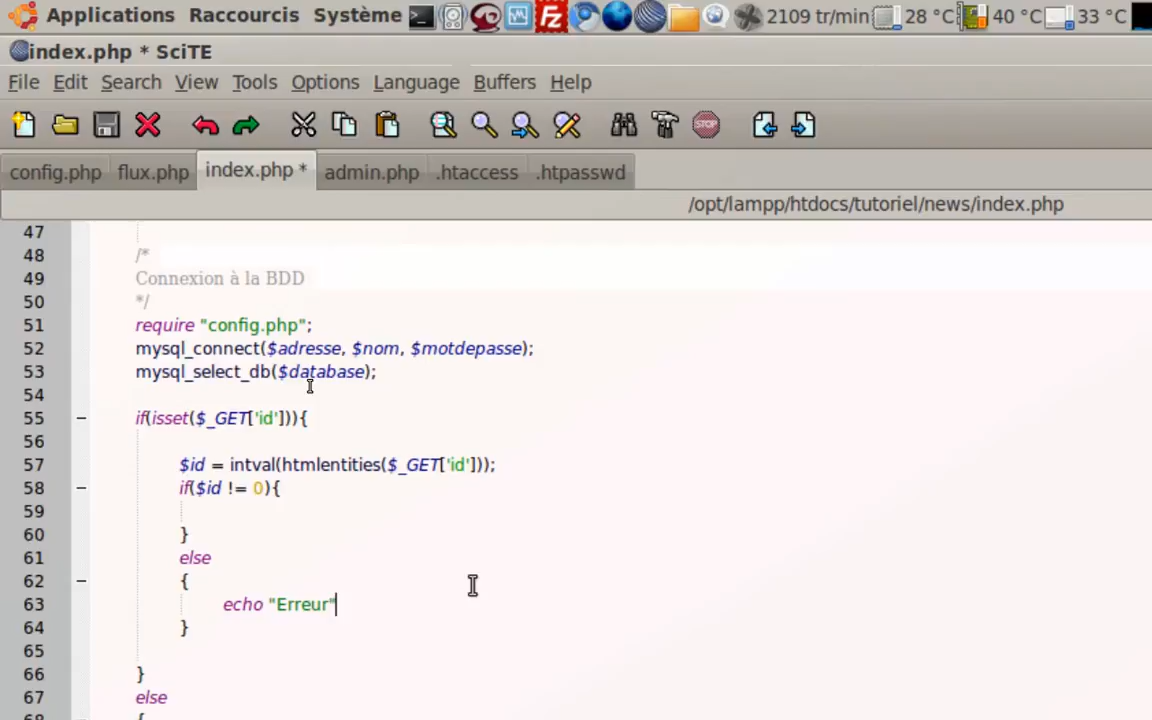 Applications Raccourcis Système 2109 tr/min 28 °C 40 °C 33 °C
index.php * SciTE
File Edit Search View Tools Options Language Buffers Help
STOP
config.php flux.php index.php * admin.php .htaccess .htpasswd
/opt/lampp/htdocs/tutoriel/news/index.php
47
48 /*
49 Connexion à la BDD
50 */
51 require "config.php";
52 mysql_connect($adresse, $nom, $motdepasse);
53 mysql_select_db($database);
54
55 if(isset($_GET['id'])){
56
57 $id = intval(htmlentities($_GET['id']));
58 if($id != 0){
59
60 }
61 else
62 {
63 echo "Erreur"
64 }
65
66 }
67 else
68 {